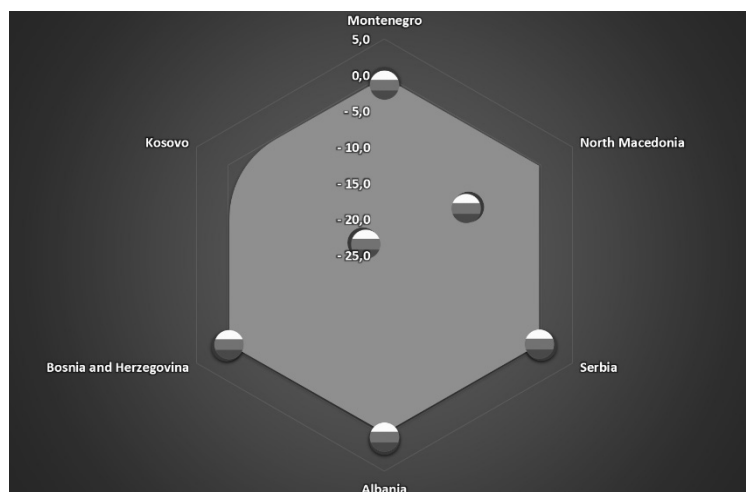 Montenegro
5,0
0,0
- 5,0
- 10,0
- 15,0
- 20,0
- 25,0
Kosovo
North Macedonia
Bosnia and Herzegovina
Serbia
Albania